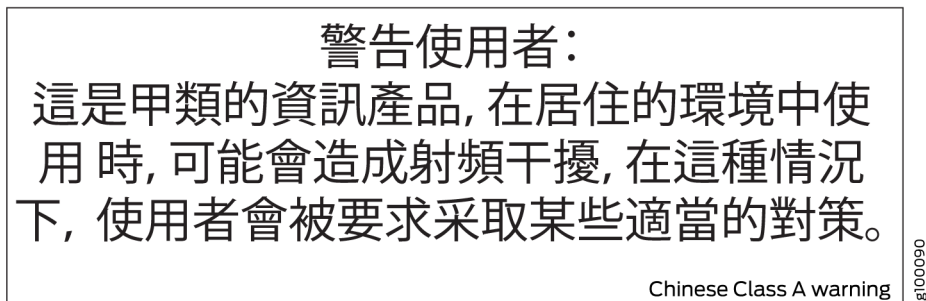 警告使用者：
這是甲類的資訊產品, 在居住的環境中使
用 時, 可能會造成射頻干擾, 在這種情況
下, 使用者會被要求采取某些適當的對策。
Chinese Class A warning
g100090